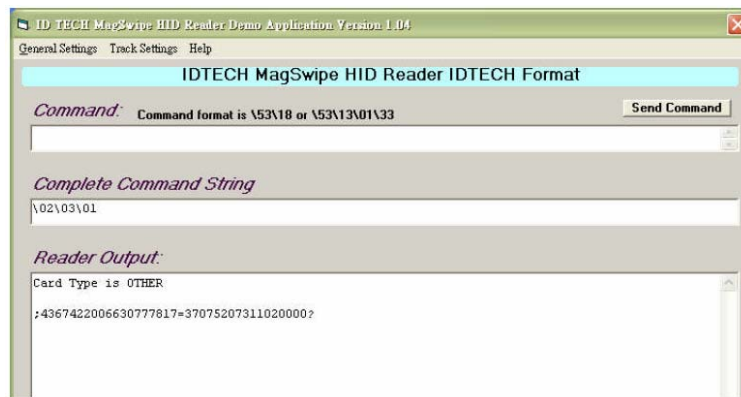 ID TECH MagSwipe HID Reader Demo Application Version 1.04
General Settings Track Settings Help
IDTECH MagSwipe HID Reader IDTECH Format
Command: Command format is \53\18 or \53\13\01\33 Send Command
Complete Command String
\02\03\01
Reader Output:
Card Type is OTHER
;4367422006630777817=37075207311020000?